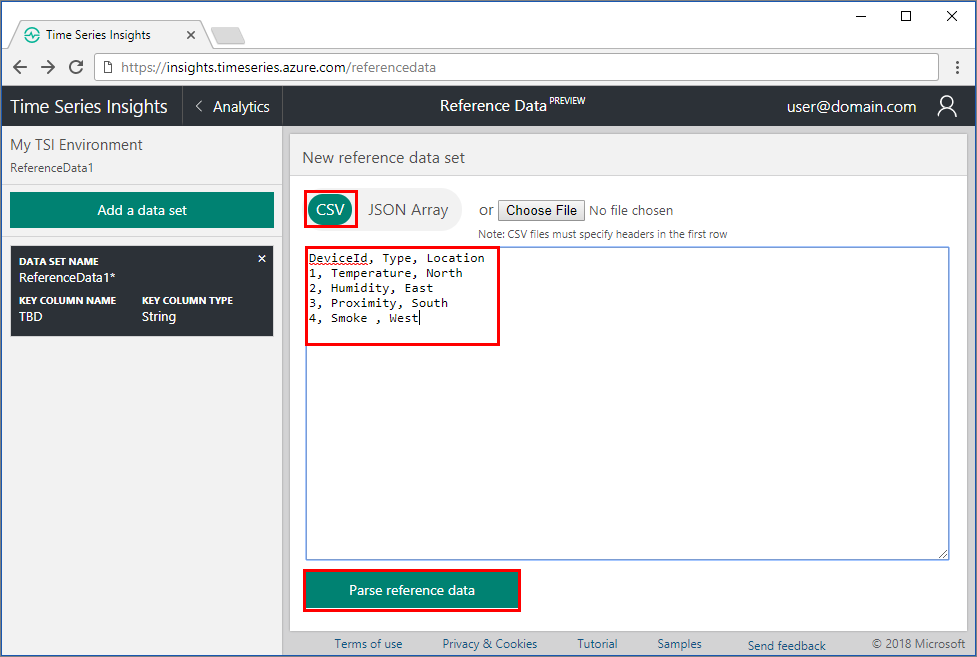 Time Series Insights
https://insights.timeseries.azure.com/referencedata
Time Series Insights
Analytics
Reference Data PREVIEW
user@domain.com
My TSI Environment
ReferenceData1
Add a data set
DATA SET NAME
ReferenceData1*
KEY COLUMN NAME KEY COLUMN TYPE
TBD String
New reference data set
CSV JSON Array or Choose File No file chosen
Note: CSV files must specify headers in the first row
DeviceId, Type, Location
1, Temperature, North
2, Humidity, East
3, Proximity, South
4, Smoke , West
Parse reference data
Terms of use Privacy & Cookies Tutorial Samples Send feedback © 2018 Microsoft